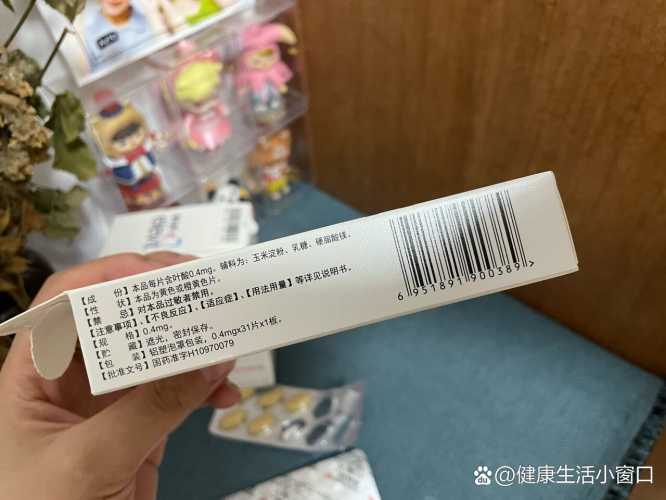 【成 份】本品每片含叶酸0.4mg。辅料为：玉米淀粉、乳糖、硬脂酸镁。
【性 状】本品为黄色或橙黄色片。
【禁 忌】对本品过敏者禁用。
【注意事项】、【不良反应】、【适应症】、【用法用量】等详见说明书。
【规 格】0.4mg。
【贮 藏】遮光，密封保存。
【包 装】铝塑泡罩包装，0.4mgx31片x1板。
【批准文号】国药准字H10970079
6 951891 900389 >
du @健康生活小窗口